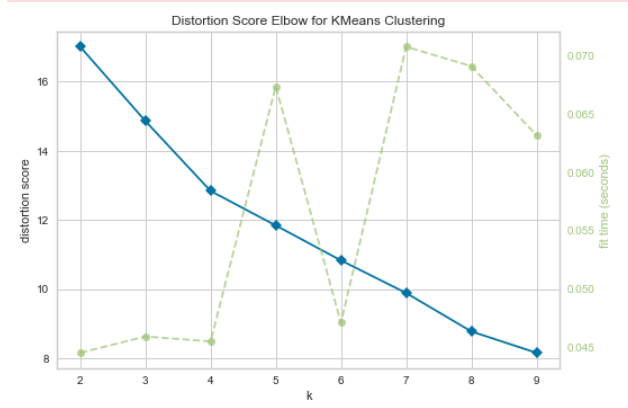 Distortion Score Elbow for KMeans Clustering
distortion score
16
14
12
10
8
2 3 4 5 6 7 8 9
k
0.070
0.065
0.060
0.055
0.050
0.045
fit time (seconds)